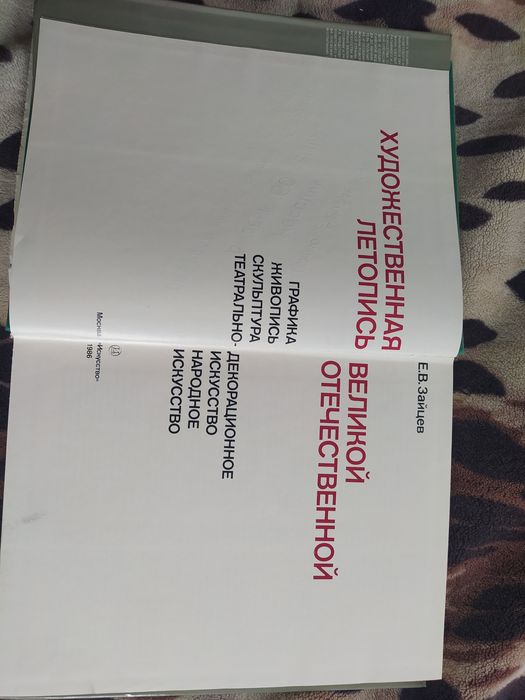 Е.В. Зайцев
ХУДОЖЕСТВЕННАЯ
ЛЕТОПИСЬ
ВЕЛИКОЙ
ОТЕЧЕСТВЕННОЙ
ГРАФИКА
ЖИВОПИСЬ
СКУЛЬПТУРА
ТЕАТРАЛЬНО-
ДЕКОРАЦИОННОЕ
ИСКУССТВО
НАРОДНОЕ
ИСКУССТВО
Москва «Искусство»
1986